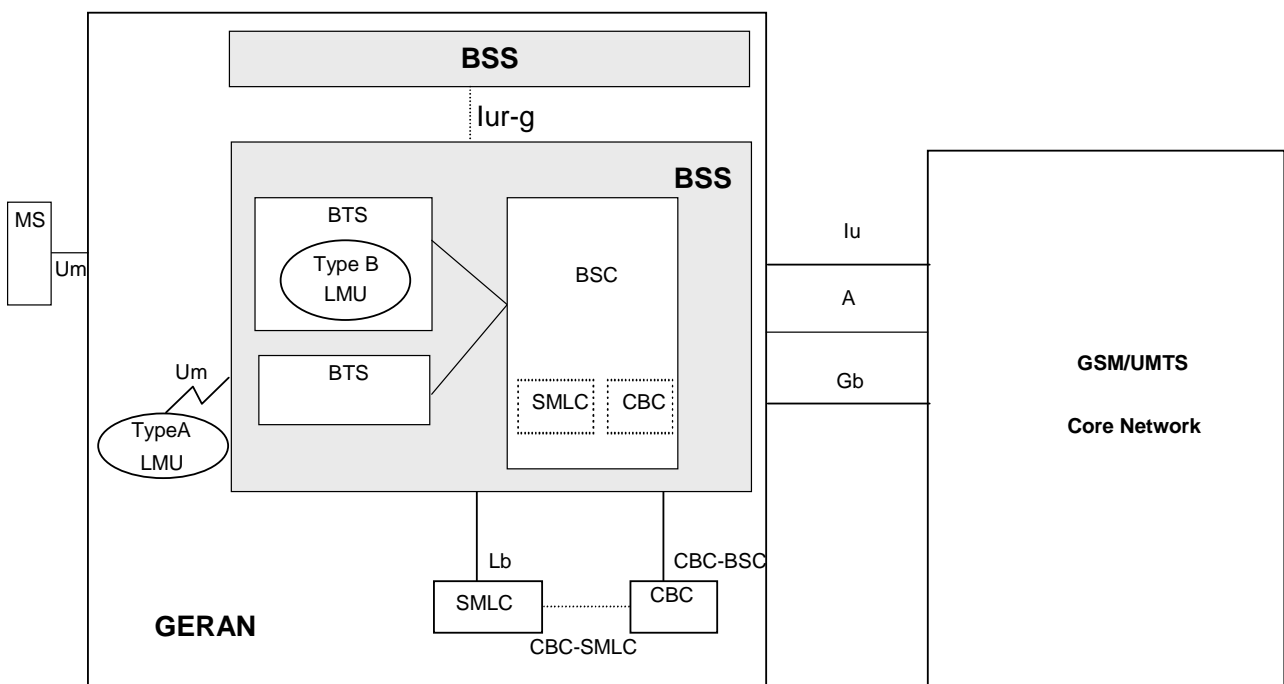 BSS
Iur-g
BSS
MS
Um
BTS
Type B
LMU
BSC
Iu
A
Gb
BTS
SMLC
CBC
Um
TypeA
LMU
GSM/UMTS
Core Network
Lb
CBC-BSC
SMLC
CBC
CBC-SMLC
GERAN